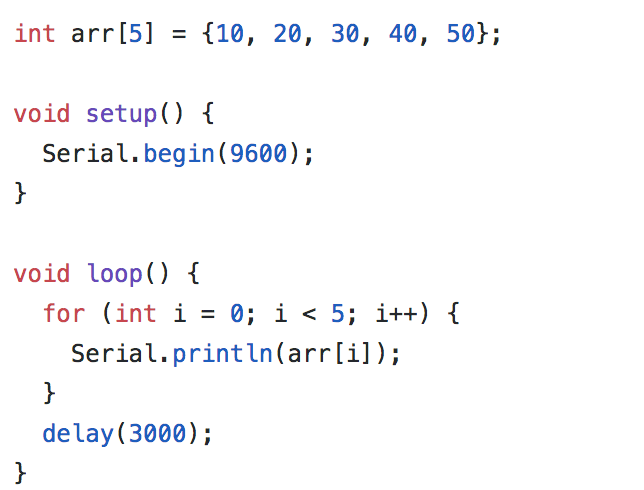 int arr[5] = {10, 20, 30, 40, 50};

void setup() {
  Serial.begin(9600);
}

void loop() {
  for (int i = 0; i < 5; i++) {
    Serial.println(arr[i]);
  }
  delay(3000);
}